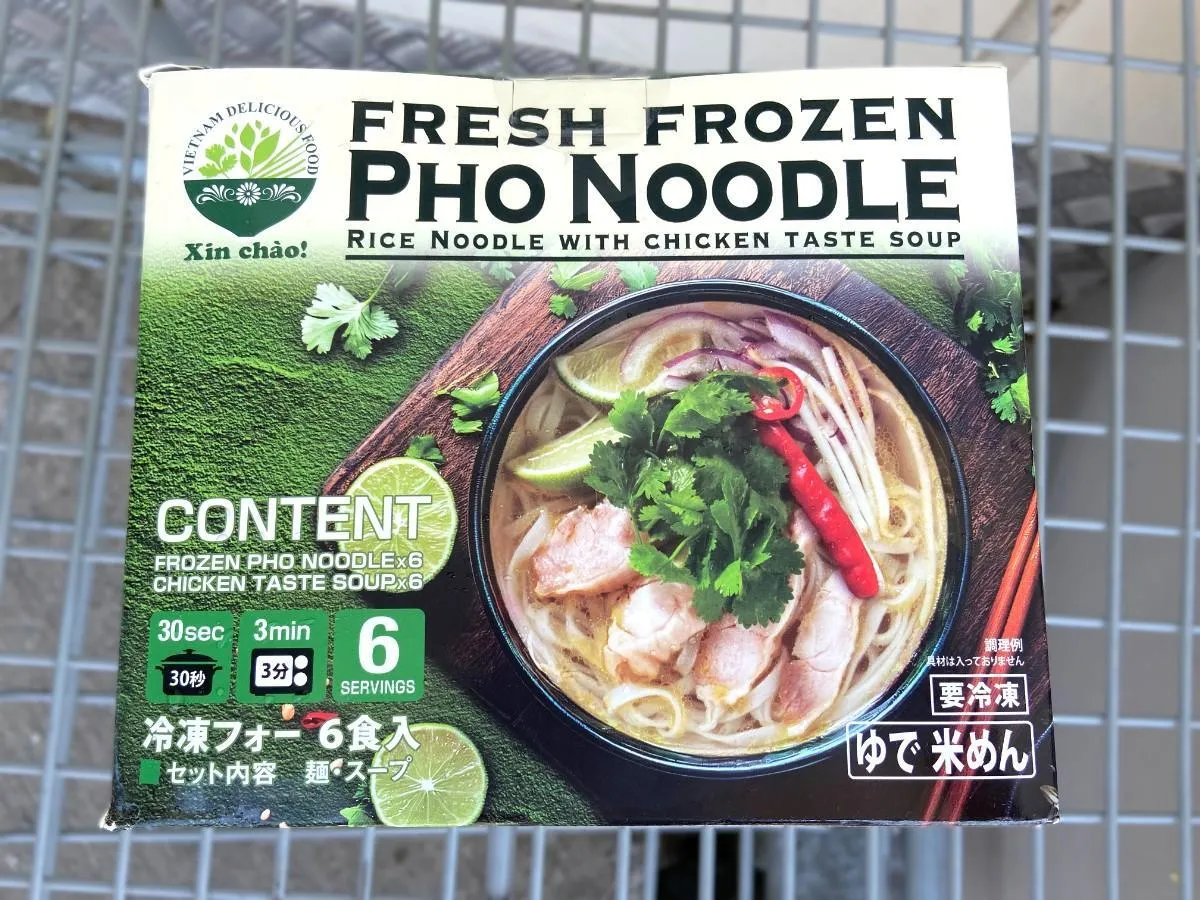 VIETNAM DELICIOUS FOOD
Xin chào!
FRESH FROZEN
PHO NOODLE
RICE NOODLE WITH CHICKEN TASTE SOUP
CONTENT
FROZEN PHO NOODLEx6
CHICKEN TASTE SOUPx6
30sec
30秒
3min
3分
6
SERVINGS
冷凍フォー 6食入
セット内容 麺・スープ
調理例
具材は入っておりません
要冷凍
ゆで 米めん